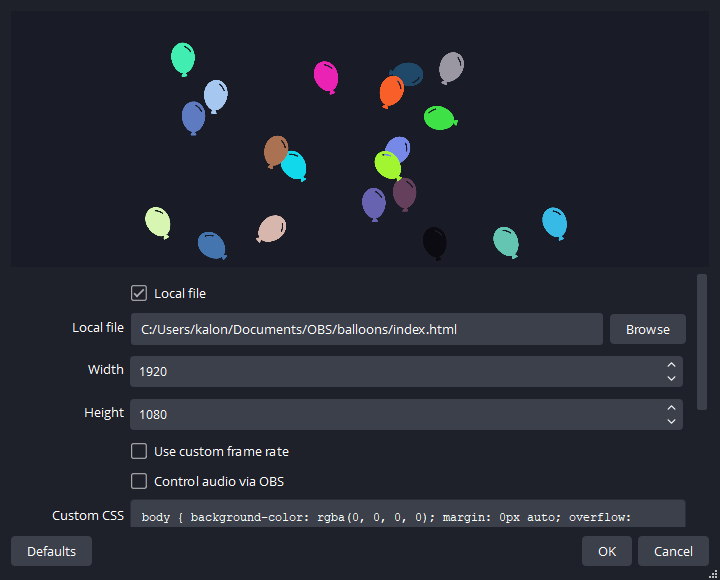 Local file
Local file C:/Users/kalon/Documents/OBS/balloons/index.html Browse
Width 1920
Height 1080
Use custom frame rate
Control audio via OBS
Custom CSS body { background-color: rgba(0, 0, 0, 0); margin: 0px auto; overflow:
Defaults OK Cancel